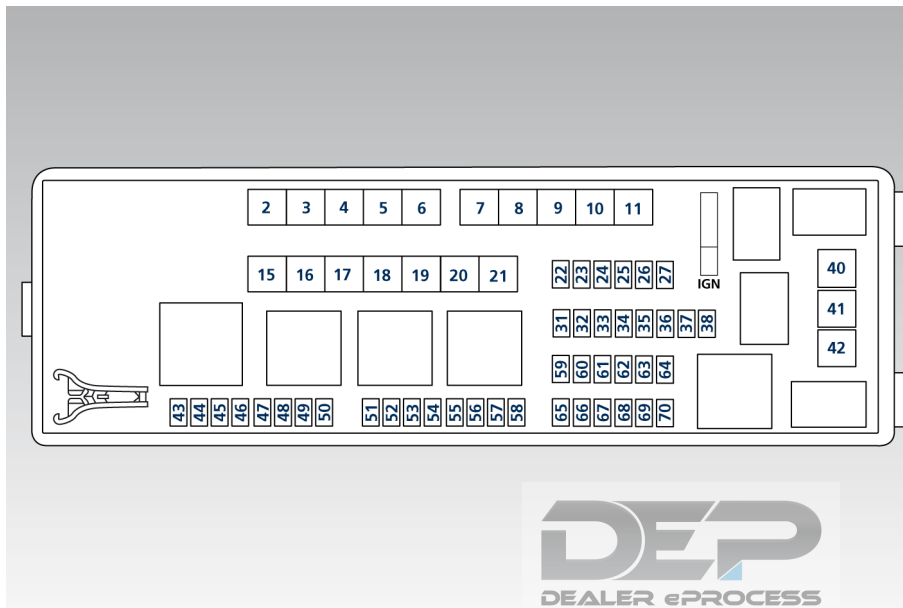 2 3 4 5 6 7 8 9 10 11
15 16 17 18 19 20 21
22 23 24 25 26 27
IGN
40
31 32 33 34 35 36 37 38
41
42
59 60 61 62 63 64
43 44 45 46 47 48 49 50 51 52 53 54 55 56 57 58
65 66 67 68 69 70
DEP
DEALER ePROCESS